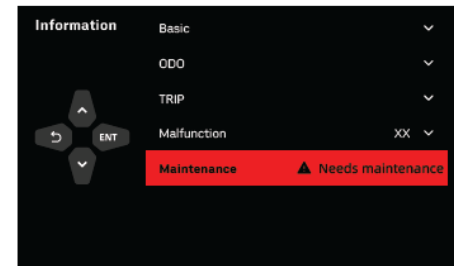 Information
Basic
ODO
TRIP
Malfunction XX
ENT
Maintenance Needs maintenance